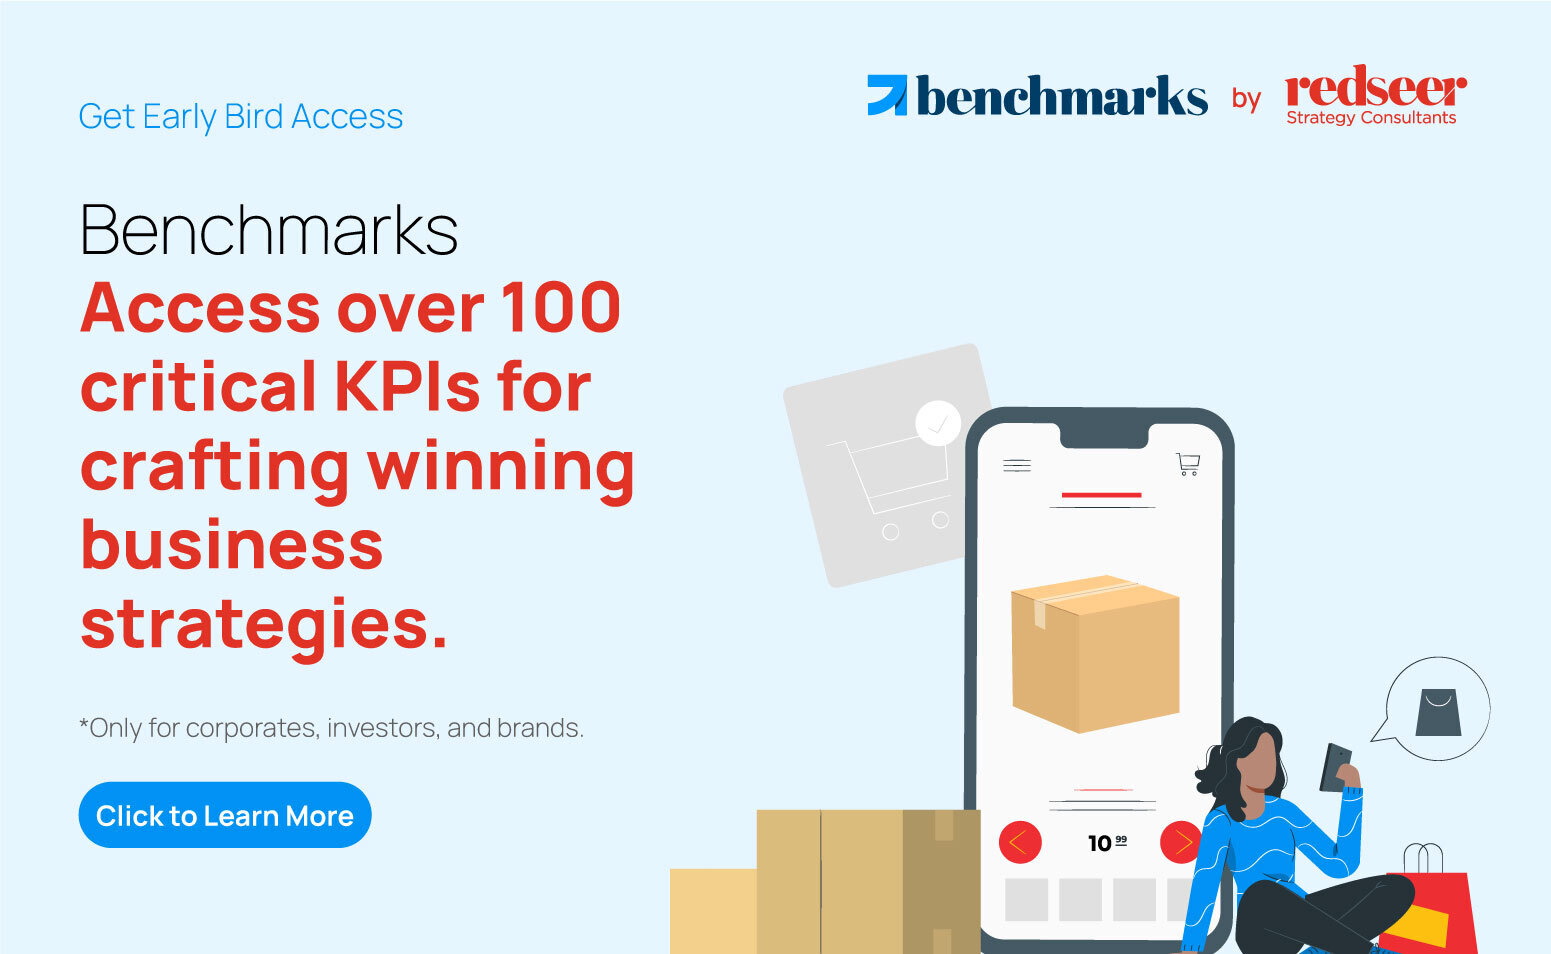 Get Early Bird Access
benchmarks by redseer
Strategy Consultants
Benchmarks
Access over 100
critical KPIs for
crafting winning
business
strategies.
*Only for corporates, investors, and brands.
Click to Learn More
10 99